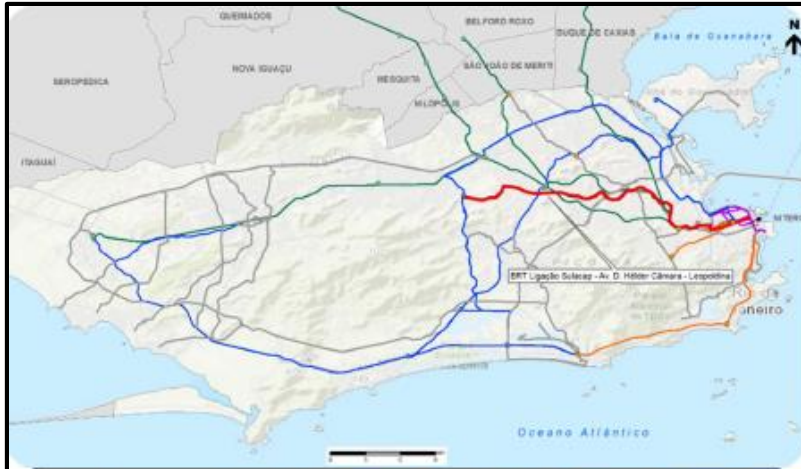 QUEIMADOS
BELFORD ROXO
DUQUE DE CAXIAS
N
Baía de Guanabara
SEROPÉDICA
NOVA IGUAÇU
MESQUITA
SÃO JOÃO DE MERITI
NILÓPOLIS
ITAGUAÍ
NITERÓI
BRT Ligação Sulacap - Av. D. Hélder Câmara - Leopoldina
Rio de
Janeiro
Oceano Atlântico